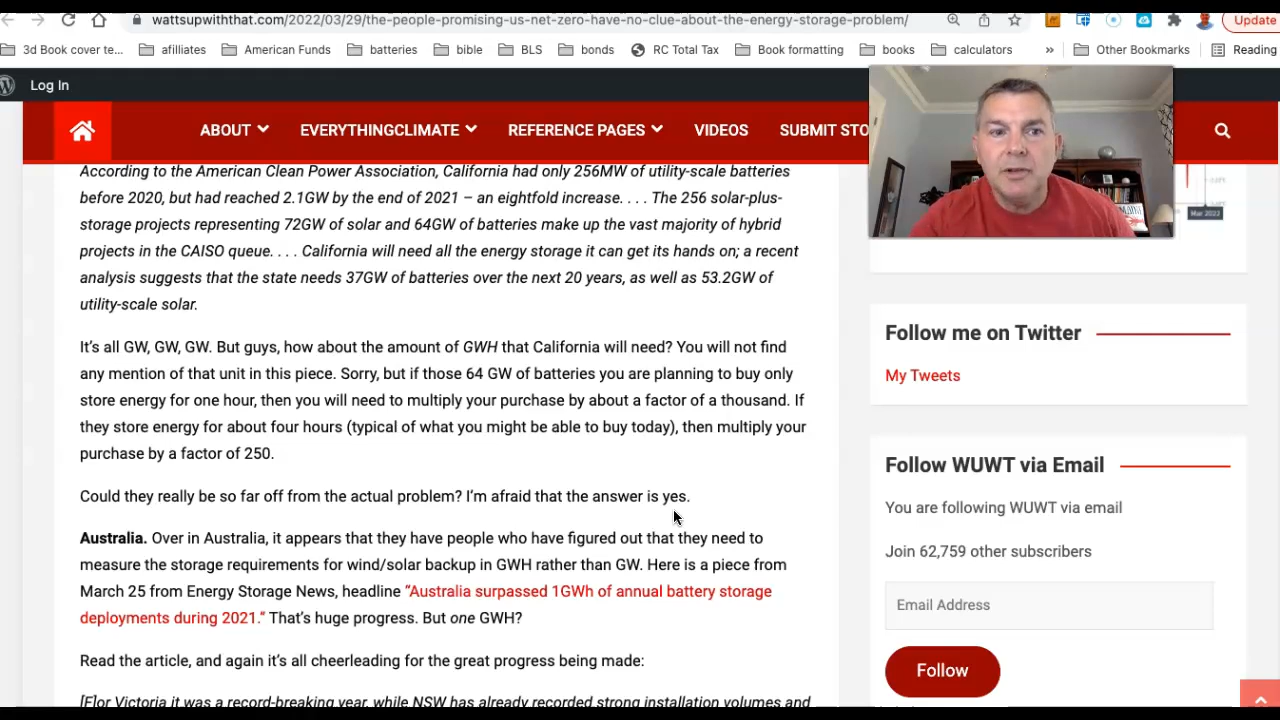 wattsupwiththat.com/2022/03/29/the-people-promising-us-net-zero-have-no-clue-about-the-energy-storage-problem/
Update
3d Book cover te...
afilliates
American Funds
batteries
bible
BLS
bonds
RC Total Tax
Book formatting
books
calculators
»
Other Bookmarks
Reading
Log In
ABOUT
EVERYTHINGCLIMATE
REFERENCE PAGES
VIDEOS
SUBMIT STO
According to the American Clean Power Association, California had only 256MW of utility-scale batteries
before 2020, but had reached 2.1GW by the end of 2021 – an eightfold increase. . . . The 256 solar-plus-
storage projects representing 72GW of solar and 64GW of batteries make up the vast majority of hybrid
projects in the CAISO queue. . . . California will need all the energy storage it can get its hands on; a recent
analysis suggests that the state needs 37GW of batteries over the next 20 years, as well as 53.2GW of
utility-scale solar.
It's all GW, GW, GW. But guys, how about the amount of GWH that California will need? You will not find
any mention of that unit in this piece. Sorry, but if those 64 GW of batteries you are planning to buy only
store energy for one hour, then you will need to multiply your purchase by about a factor of a thousand. If
they store energy for about four hours (typical of what you might be able to buy today), then multiply your
purchase by a factor of 250.
Could they really be so far off from the actual problem? I'm afraid that the answer is yes.
Australia. Over in Australia, it appears that they have people who have figured out that they need to
measure the storage requirements for wind/solar backup in GWH rather than GW. Here is a piece from
March 25 from Energy Storage News, headline "Australia surpassed 1GWh of annual battery storage
deployments during 2021." That's huge progress. But one GWH?
Read the article, and again it's all cheerleading for the great progress being made:
[F]or Victoria it was a record-breaking year, while NSW has already recorded strong installation volumes and
Mar 2022
Follow me on Twitter
My Tweets
Follow WUWT via Email
You are following WUWT via email
Join 62,759 other subscribers
Email Address
Follow